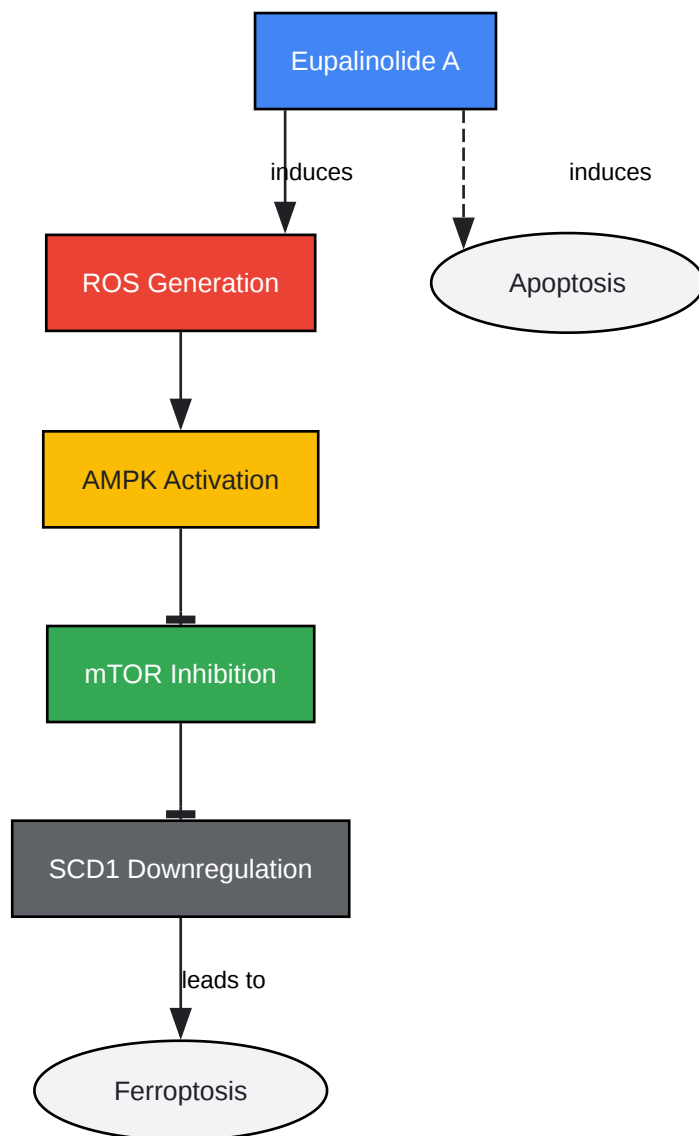 Eupalinolide A
induces
induces
ROS Generation
Apoptosis
AMPK Activation
mTOR Inhibition
SCD1 Downregulation
leads to
Ferroptosis